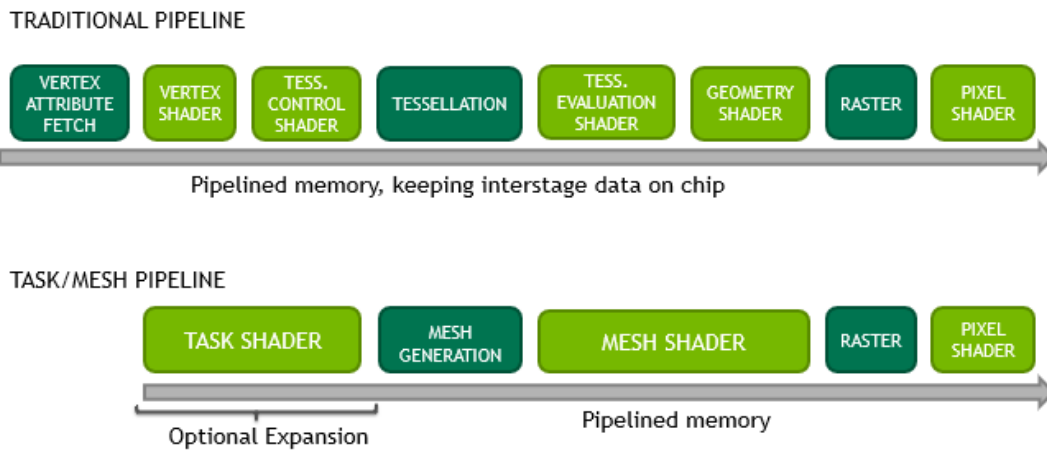 TRADITIONAL PIPELINE
VERTEX
ATTRIBUTE
FETCH
VERTEX
SHADER
TESS.
CONTROL
SHADER
TESSELLATION
TESS.
EVALUATION
SHADER
GEOMETRY
SHADER
RASTER
PIXEL
SHADER
Pipelined memory, keeping interstage data on chip
TASK/MESH PIPELINE
TASK SHADER
MESH
GENERATION
MESH SHADER
RASTER
PIXEL
SHADER
Optional Expansion
Pipelined memory